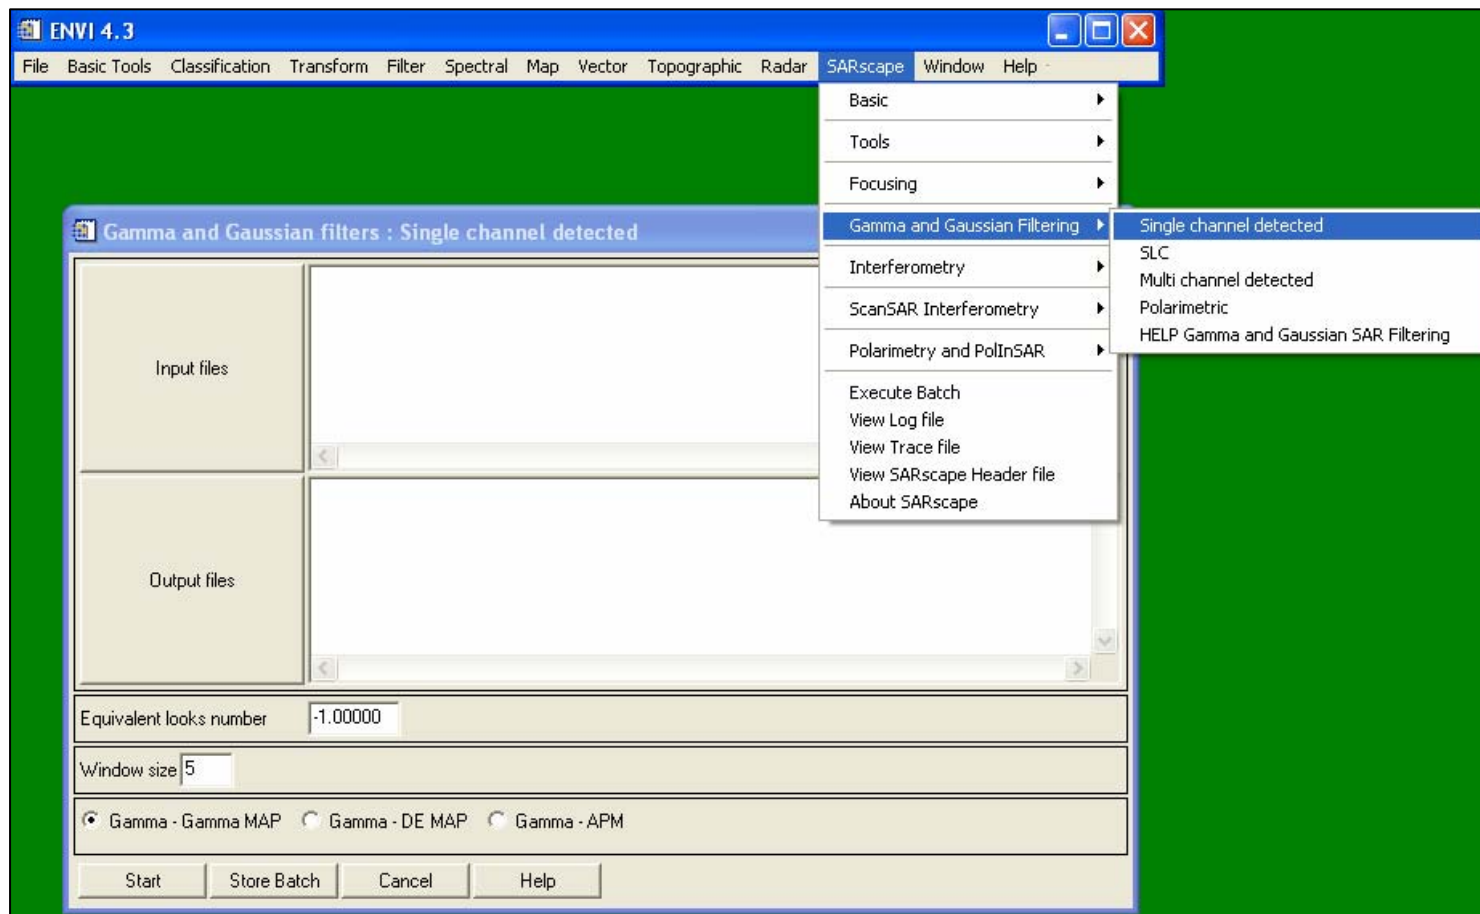 ENVI 4.3
File Basic Tools Classification Transform Filter Spectral Map Vector Topographic Radar SARscape Window Help
Basic
Tools
Focusing
Gamma and Gaussian Filtering
Interferometry
ScanSAR Interferometry
Polarimetry and PolInSAR
Execute Batch
View Log file
View Trace file
View SARscape Header file
About SARscape
Single channel detected
SLC
Multi channel detected
Polarimetric
HELP Gamma and Gaussian SAR Filtering
Gamma and Gaussian filters : Single channel detected
Input files
Output files
Equivalent looks number -1.00000
Window size 5
Gamma - Gamma MAP Gamma - DE MAP Gamma - APM
Start Store Batch Cancel Help